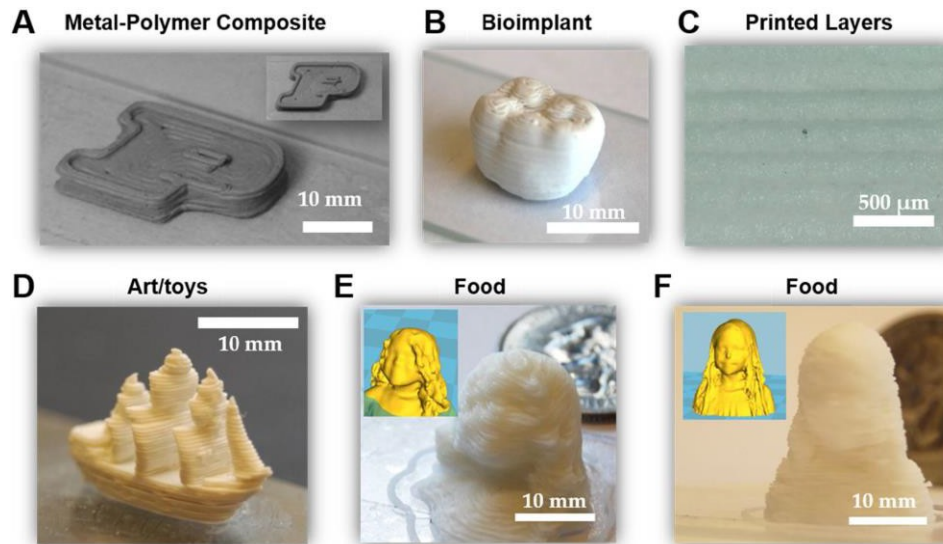 A Metal-Polymer Composite
10 mm
B Bioimplant
10 mm
C Printed Layers
500 μm
D Art/toys
10 mm
E Food
10 mm
F Food
10 mm